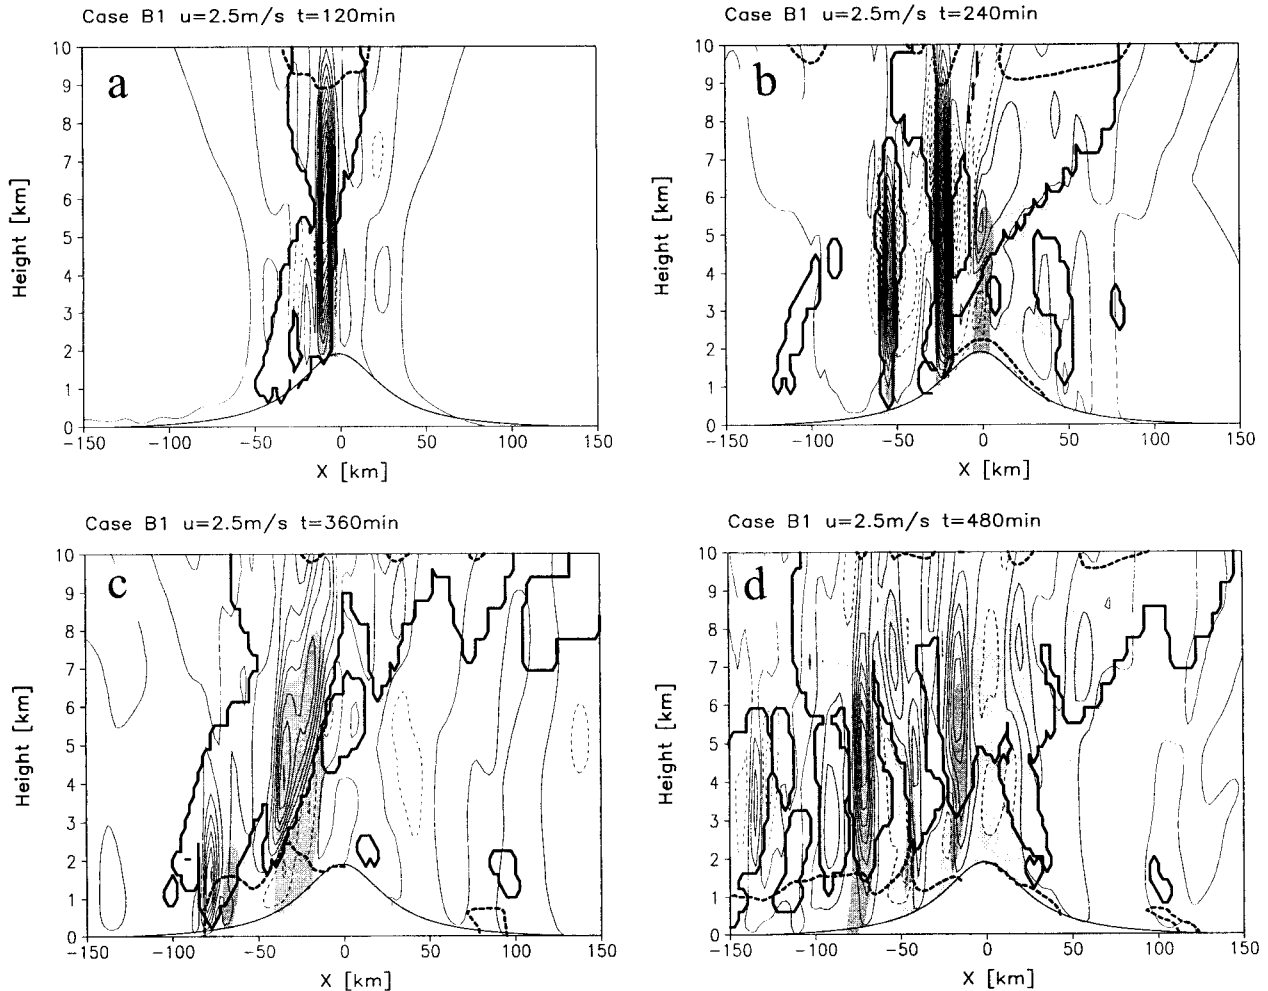 Case B1 u=2.5m/s t=120min
a
10
9
8
7
6
5
4
3
2
1
0
Height [km]
-150 -100 -50 0 50 100 150
X [km]
Case B1 u=2.5m/s t=240min
b
10
9
8
7
6
5
4
3
2
1
0
Height [km]
-150 -100 -50 0 50 100 150
X [km]
Case B1 u=2.5m/s t=360min
c
10
9
8
7
6
5
4
3
2
1
0
Height [km]
-150 -100 -50 0 50 100 150
X [km]
Case B1 u=2.5m/s t=480min
d
10
9
8
7
6
5
4
3
2
1
0
Height [km]
-150 -100 -50 0 50 100 150
X [km]